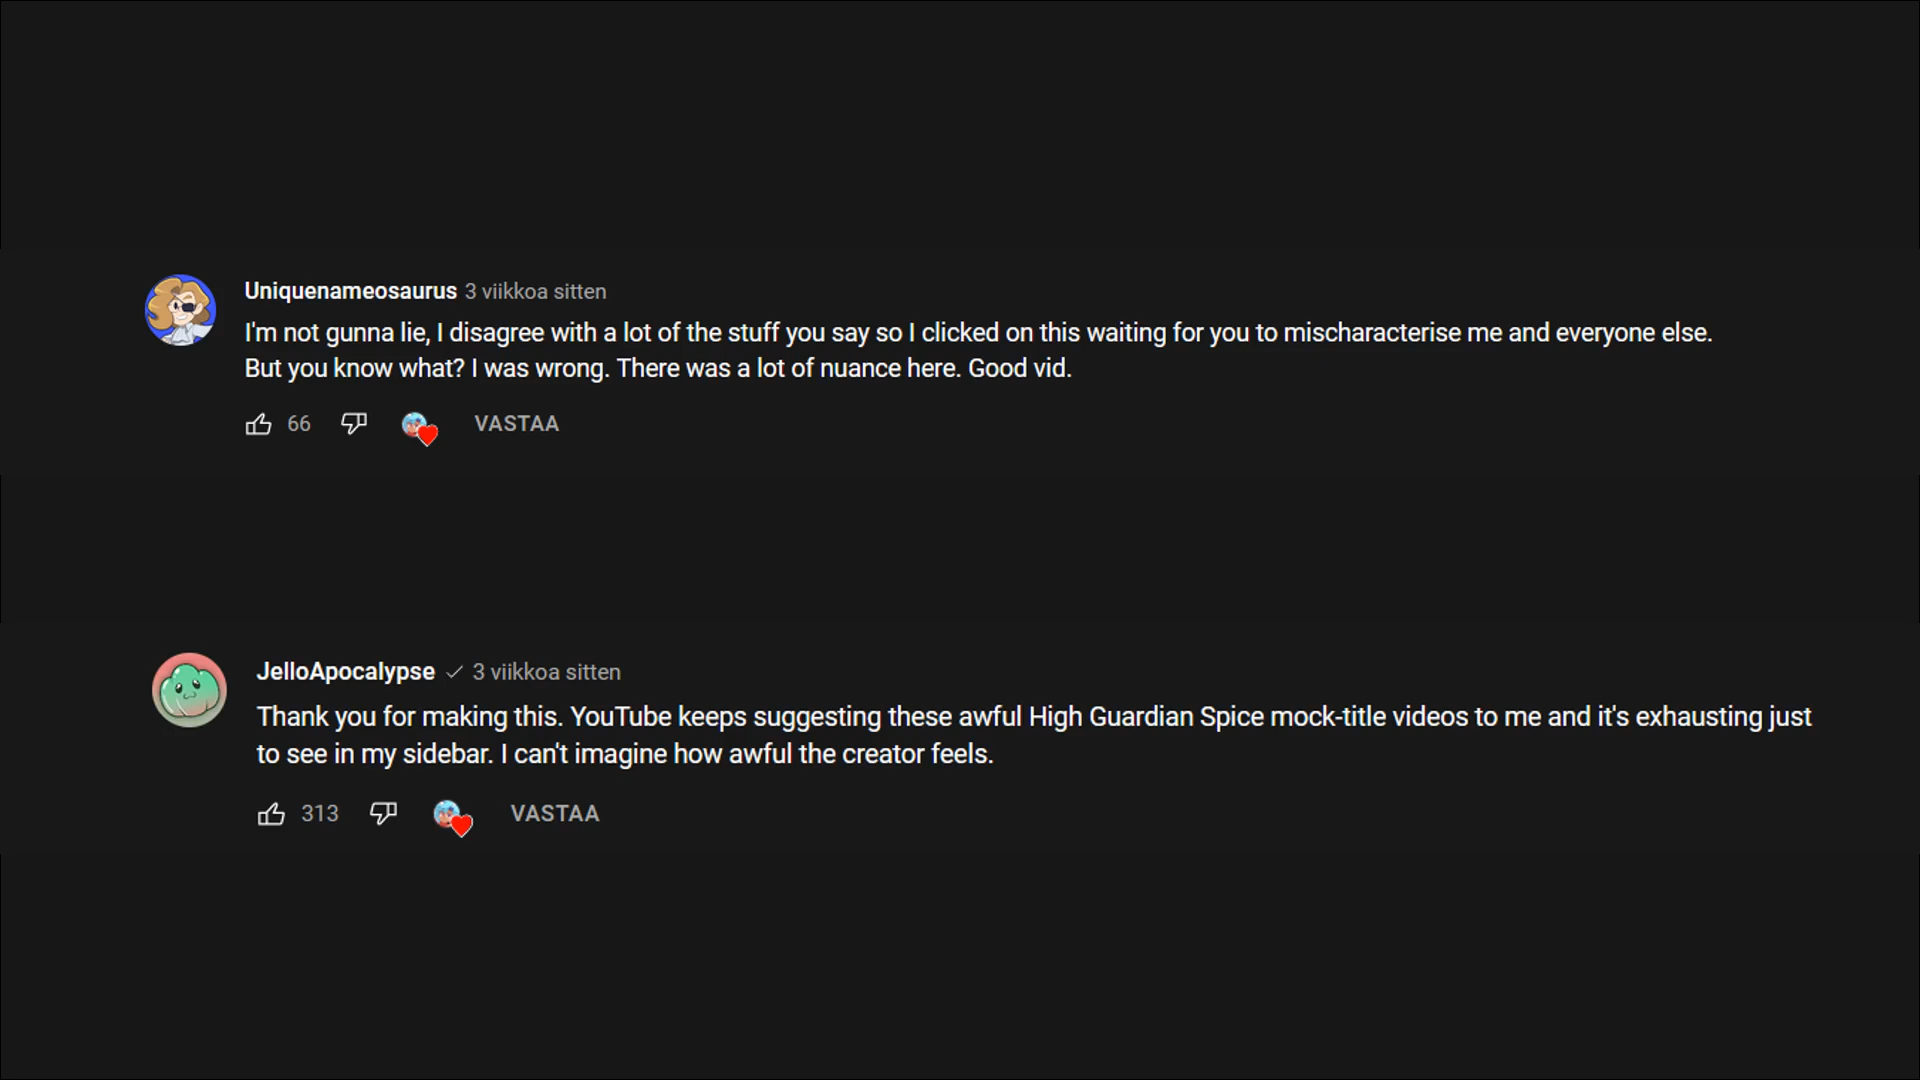 Uniquenameosaurus 3 viikkoa sitten
I'm not gunna lie, I disagree with a lot of the stuff you say so I clicked on this waiting for you to mischaracterise me and everyone else.
But you know what? I was wrong. There was a lot of nuance here. Good vid.
66 VASTAA
JelloApocalypse 3 viikkoa sitten
Thank you for making this. YouTube keeps suggesting these awful High Guardian Spice mock-title videos to me and it's exhausting just
to see in my sidebar. I can't imagine how awful the creator feels.
313 VASTAA